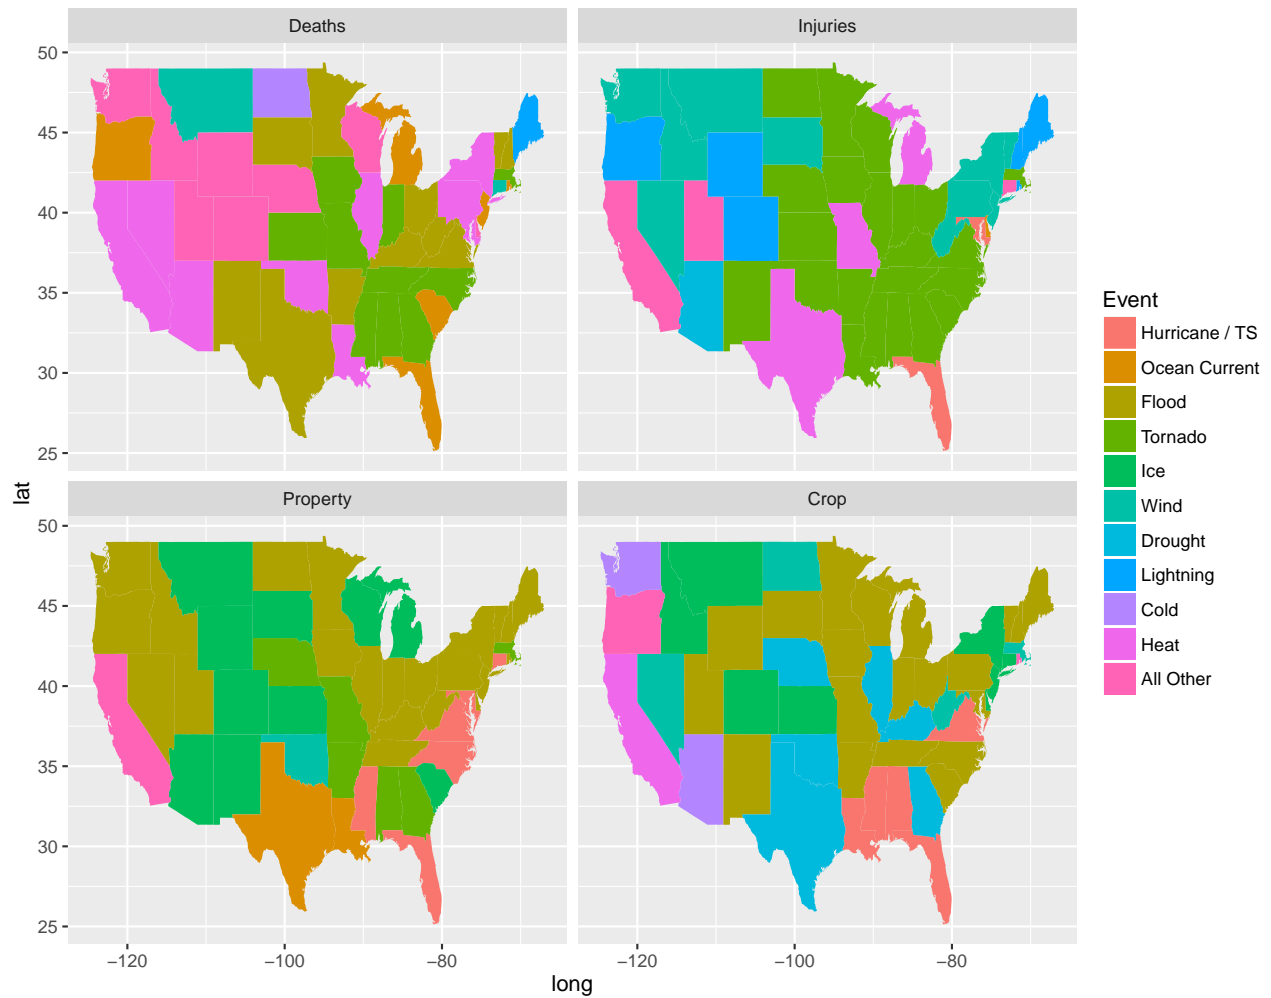 Deaths
Injuries
50
45
40
35
30
25
Property
Crop
50
45
40
35
30
25
lat
−120
−100
−80
−120
−100
−80
long
Event
Hurricane / TS
Ocean Current
Flood
Tornado
Ice
Wind
Drought
Lightning
Cold
Heat
All Other